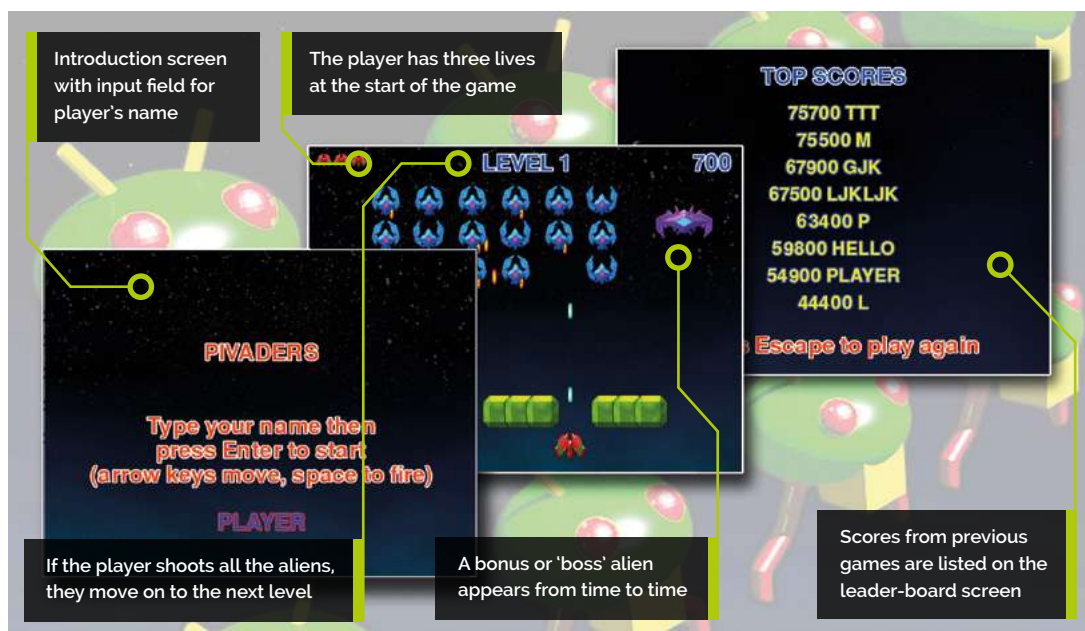 Introduction screen
with input field for
player's name
The player has three lives
at the start of the game
TOP SCORES
75700 TTT
75500 M
67900 GJK
67500 LJKLJK
63400 P
59800 HELLO
54900 PLAYER
44400 L
Escape to play again
LEVEL 1
700
PIVADERS
Type your name then
press Enter to start
(arrow keys move, space to fire)
PLAYER
If the player shoots all the aliens,
they move on to the next level
A bonus or ‘boss’ alien
appears from time to time
Scores from previous
games are listed on the
leader-board screen